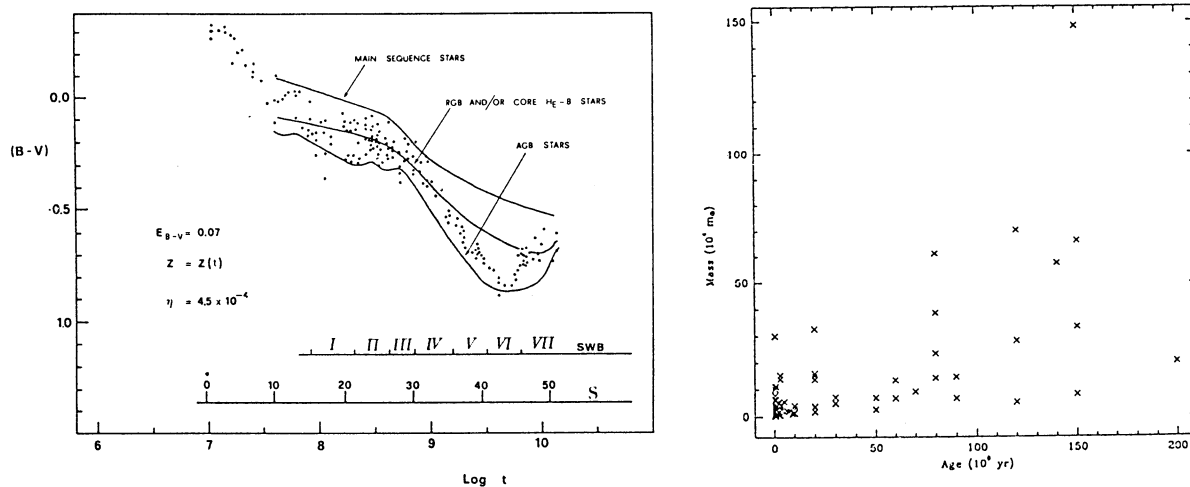 MAIN SEQUENCE STARS
RGB AND/OR CORE HE-B STARS
AGB STARS
(B-V)
0.0
.0.5
1.0
EB-V= 0.07
Z = Z(t)
η = 4.5 x 10⁻⁴
I II III IV V VI VII SWB
0 10 20 30 40 50 S
6 7 8 9 10
Log t
150
100
50
0
Mass (10⁴ m⊙)
0 50 100 150 200
Age (10⁸ yr)